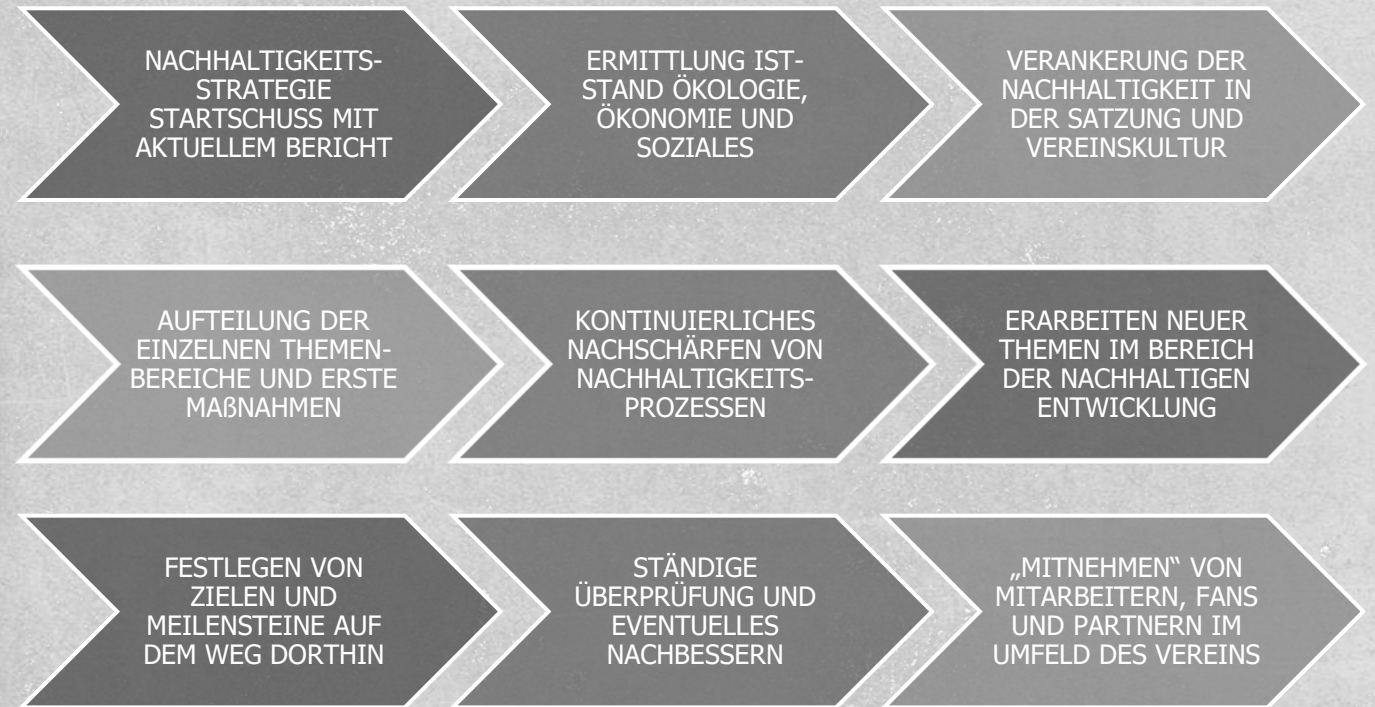 NACHHALTIGKEITS-
STRATEGIE
STARTSCHUSS MIT
AKTUELLEM BERICHT
ERMITTLUNG IST-
STAND ÖKOLOGIE,
ÖKONOMIE UND
SOZIALES
VERANKERUNG DER
NACHHALTIGKEIT IN
DER SATZUNG UND
VEREINSKULTUR
AUFTEILUNG DER
EINZELNEN THEMEN-
BEREICHE UND ERSTE
MAßNAHMEN
KONTINUIERLICHES
NACHSCHÄRFEN VON
NACHHALTIGKEITS-
PROZESSEN
ERARBEITEN NEUER
THEMEN IM BEREICH
DER NACHHALTIGEN
ENTWICKLUNG
FESTLEGEN VON
ZIELEN UND
MEILENSTEINE AUF
DEM WEG DORTHIN
STÄNDIGE
ÜBERPRÜFUNG UND
EVENTUELLES
NACHBESSERN
„MITNEHMEN“ VON
MITARBEITERN, FANS
UND PARTNERN IM
UMFELD DES VEREINS